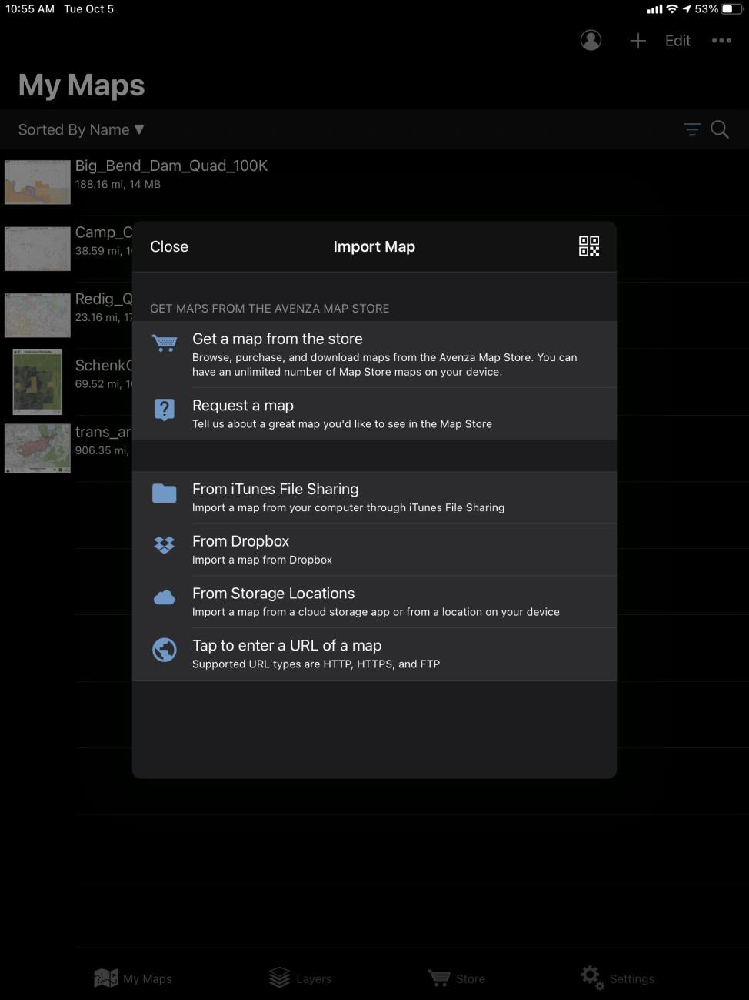 10:55 AM Tue Oct 5 53%
Edit
My Maps
Sorted By Name ▼
Big_Bend_Dam_Quad_100K
188.16 mi, 14 MB
Camp_C
38.59 mi, 1
Redig_Q
23.16 mi, 17
Schenk
69.52 mi, 1
trans_ar
906.35 mi,
Close Import Map
GET MAPS FROM THE AVENZA MAP STORE
Get a map from the store
Browse, purchase, and download maps from the Avenza Map Store. You can
have an unlimited number of Map Store maps on your device.
Request a map
Tell us about a great map you'd like to see in the Map Store
From iTunes File Sharing
Import a map from your computer through iTunes File Sharing
From Dropbox
Import a map from Dropbox
From Storage Locations
Import a map from a cloud storage app or from a location on your device
Tap to enter a URL of a map
Supported URL types are HTTP, HTTPS, and FTP
My Maps Layers Store Settings